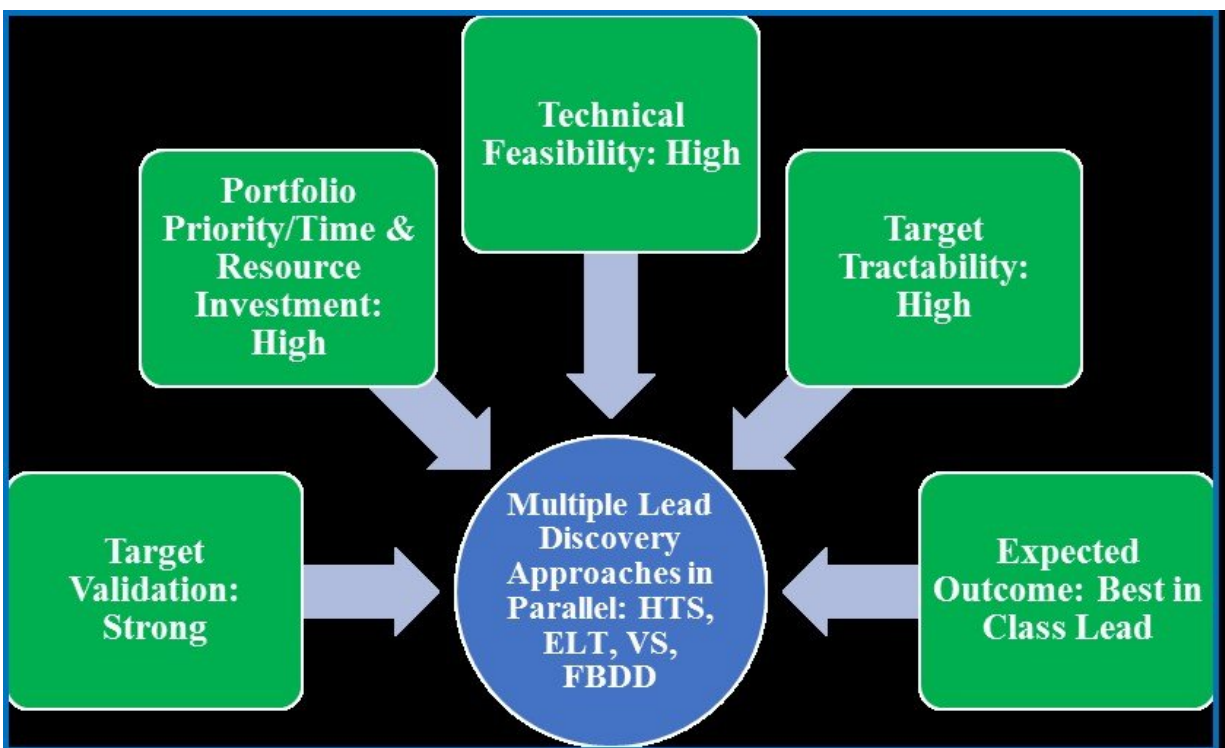 Technical
Feasibility: High
Portfolio
Priority/Time &
Resource
Investment:
High
Target
Tractability:
High
Target
Validation:
Strong
Multiple Lead
Discovery
Approaches in
Parallel: HTS,
ELT, VS,
FBDD
Expected
Outcome: Best in
Class Lead